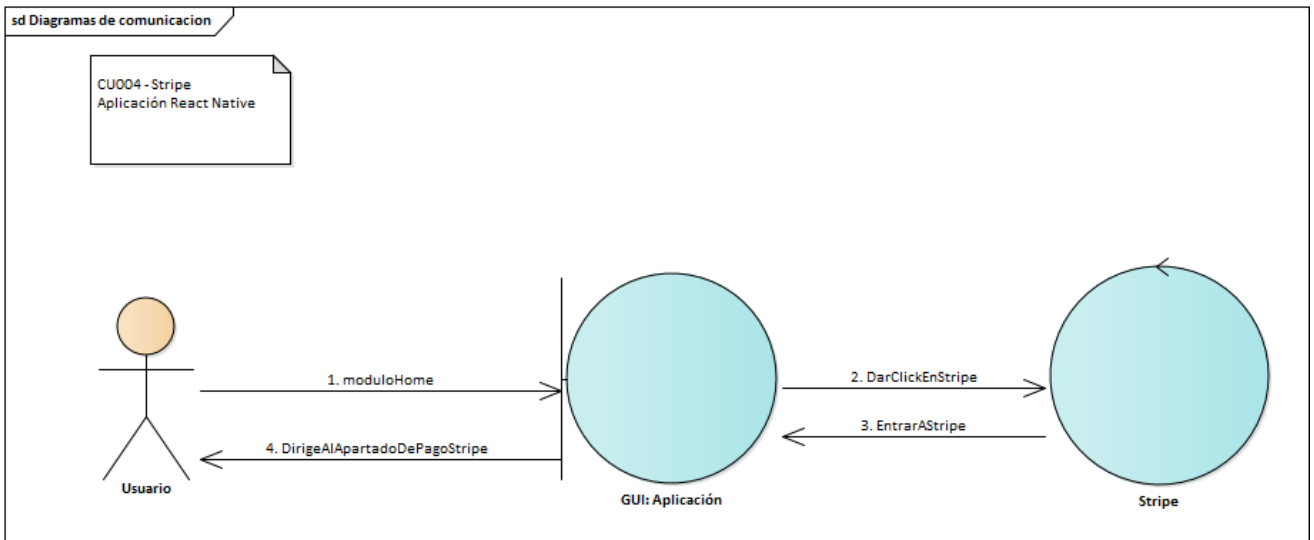 sd Diagramas de comunicacion
CU004 - Stripe
Aplicación React Native
1. moduloHome
2. DarClickEnStripe
3. EntrarAStripe
4. DirigeAlApartadoDePagoStripe
Usuario
GUI: Aplicación
Stripe